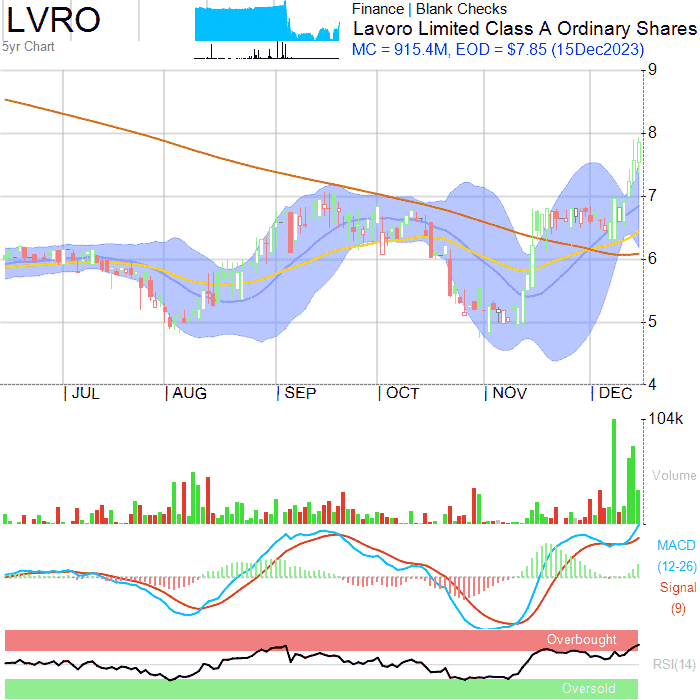 LVRO
5yr Chart
Finance | Blank Checks
Lavoro Limited Class A Ordinary Shares
MC = 915.4M, EOD = $7.85 (15Dec2023)
9
8
7
6
5
4
JUL AUG SEP OCT NOV DEC
104k
Volume
MACD
(12-26)
Signal
(9)
Overbought
RSI(14)
Oversold